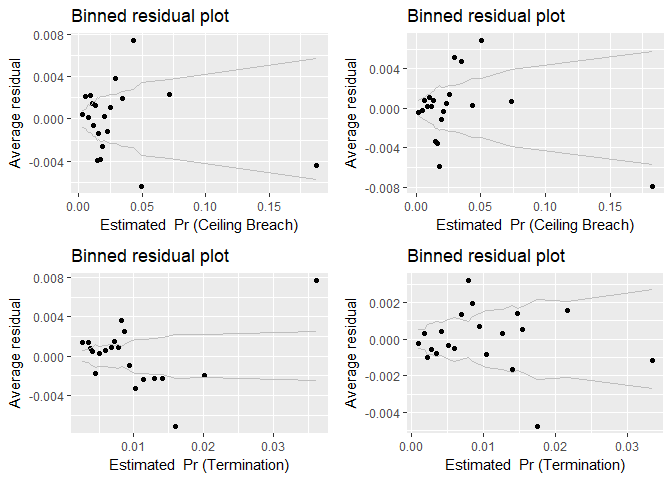 Binned residual plot
0.008
0.004
0.000
-0.004
Average residual
0.00
0.05
0.10
0.15
Estimated Pr (Ceiling Breach)
Binned residual plot
0.004
0.000
-0.004
-0.008
Average residual
0.00
0.05
0.10
0.15
Estimated Pr (Ceiling Breach)
Binned residual plot
0.008
0.004
0.000
-0.004
Average residual
0.01
0.02
0.03
Estimated Pr (Termination)
Binned residual plot
0.002
0.000
-0.002
-0.004
Average residual
0.00
0.01
0.02
0.03
Estimated Pr (Termination)